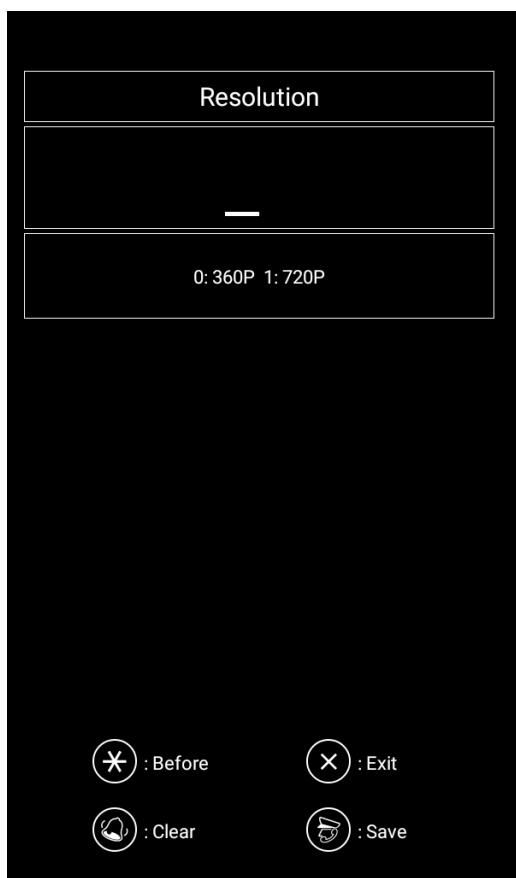 Resolution
0: 360P 1: 720P
: Before
: Exit
: Clear
: Save